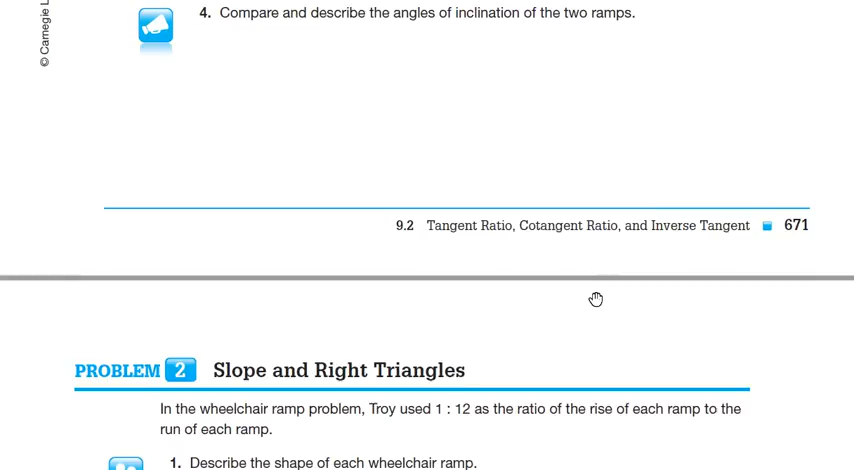 4. Compare and describe the angles of inclination of the two ramps.
© Carnegie L
9.2 Tangent Ratio, Cotangent Ratio, and Inverse Tangent 671
PROBLEM 2 Slope and Right Triangles
In the wheelchair ramp problem, Troy used 1 : 12 as the ratio of the rise of each ramp to the
run of each ramp.
1. Describe the shape of each wheelchair ramp.